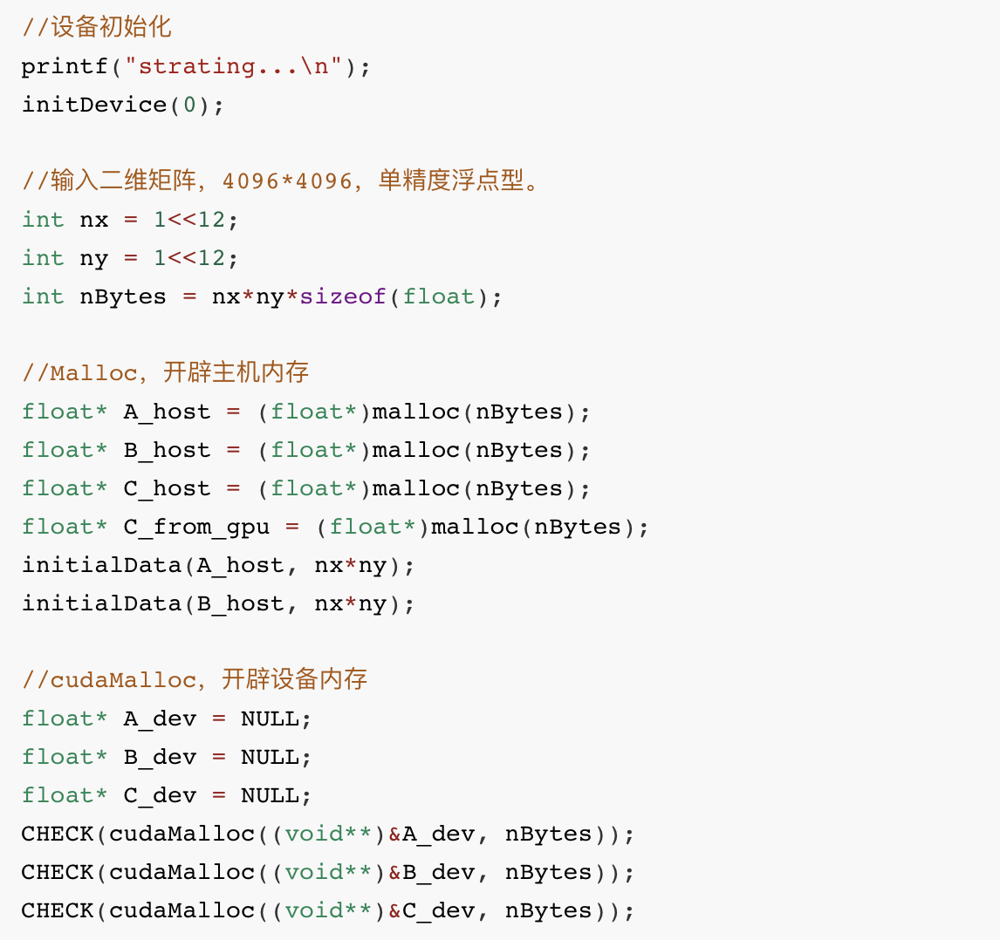 //设备初始化
printf("strating...\n");
initDevice(0);
//输入二维矩阵，4096*4096，单精度浮点型。
int nx = 1<<12;
int ny = 1<<12;
int nBytes = nx*ny*sizeof(float);
//Malloc，开辟主机内存
float* A_host = (float*)malloc(nBytes);
float* B_host = (float*)malloc(nBytes);
float* C_host = (float*)malloc(nBytes);
float* C_from_gpu = (float*)malloc(nBytes);
initialData(A_host, nx*ny);
initialData(B_host, nx*ny);
//cudaMalloc，开辟设备内存
float* A_dev = NULL;
float* B_dev = NULL;
float* C_dev = NULL;
CHECK(cudaMalloc((void**)&A_dev, nBytes));
CHECK(cudaMalloc((void**)&B_dev, nBytes));
CHECK(cudaMalloc((void**)&C_dev, nBytes));